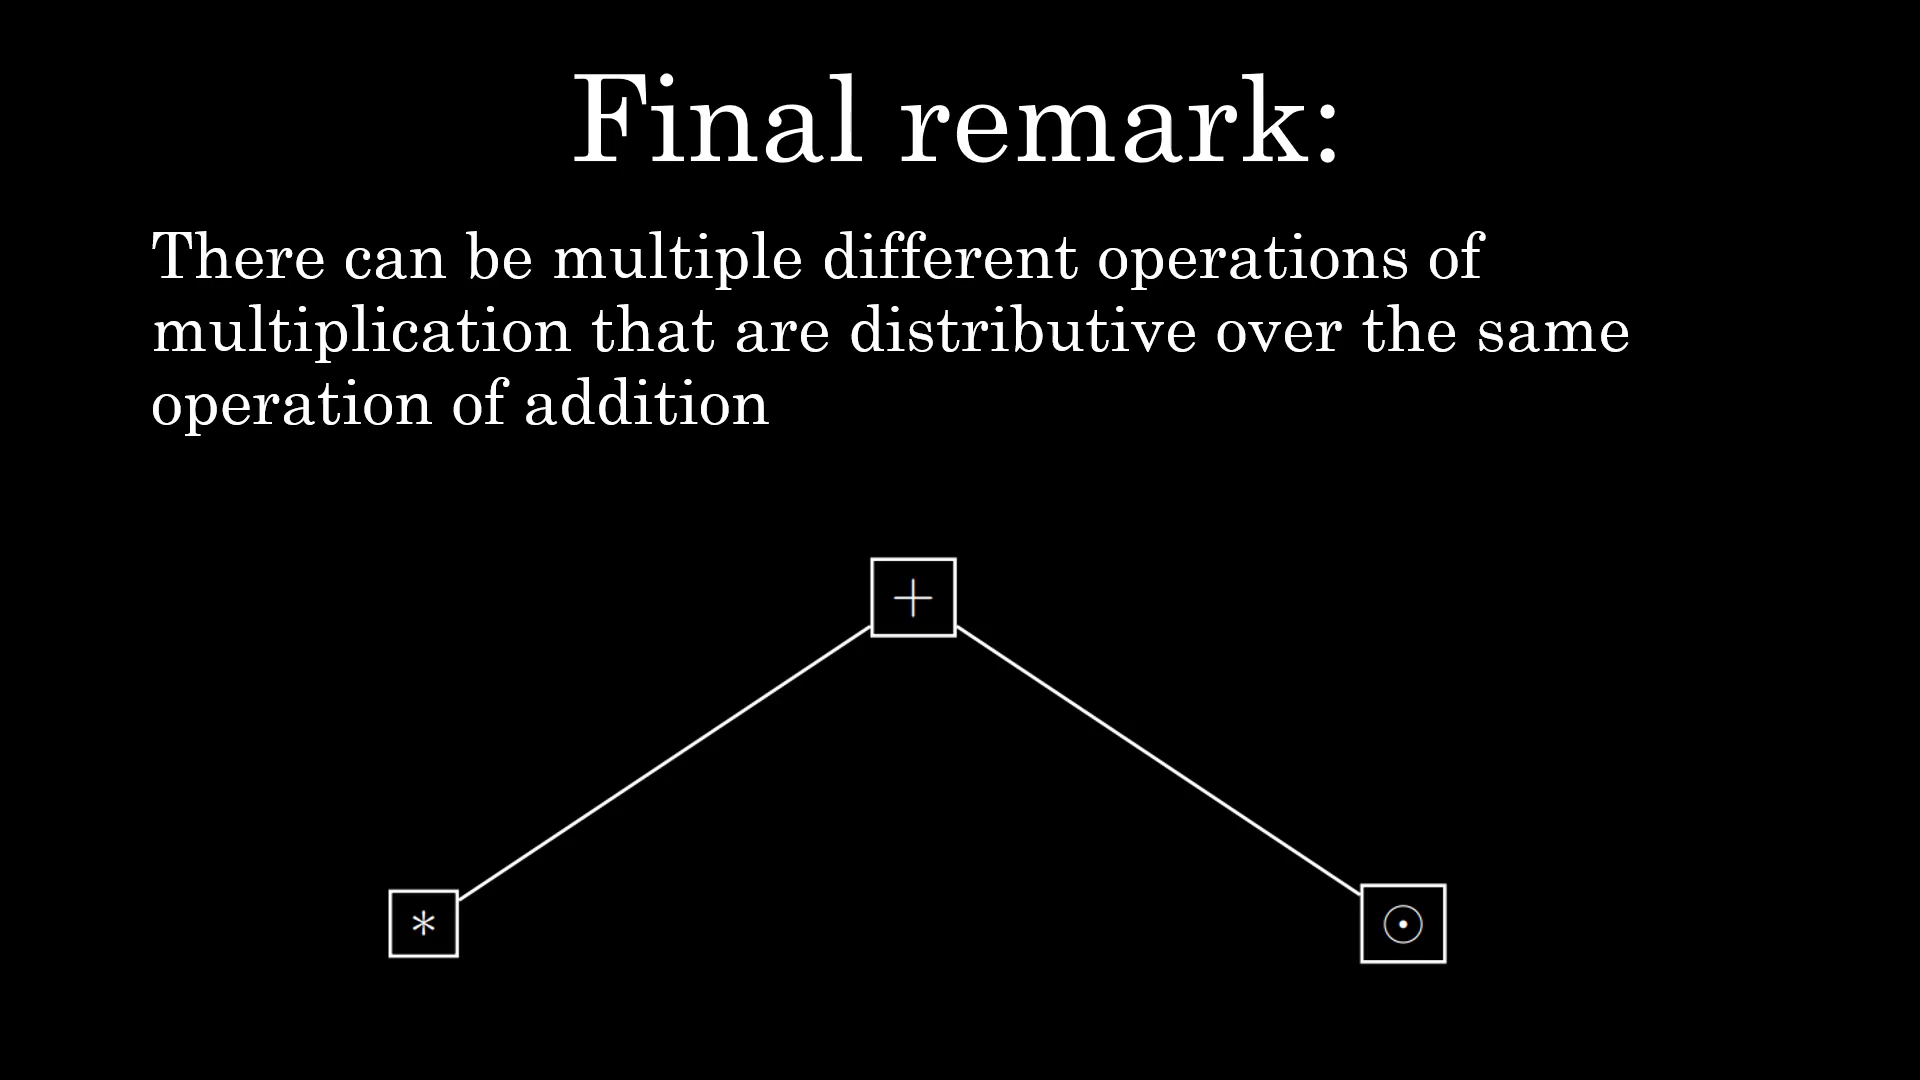 Final remark:
There can be multiple different operations of
multiplication that are distributive over the same
operation of addition
+
* ⊙